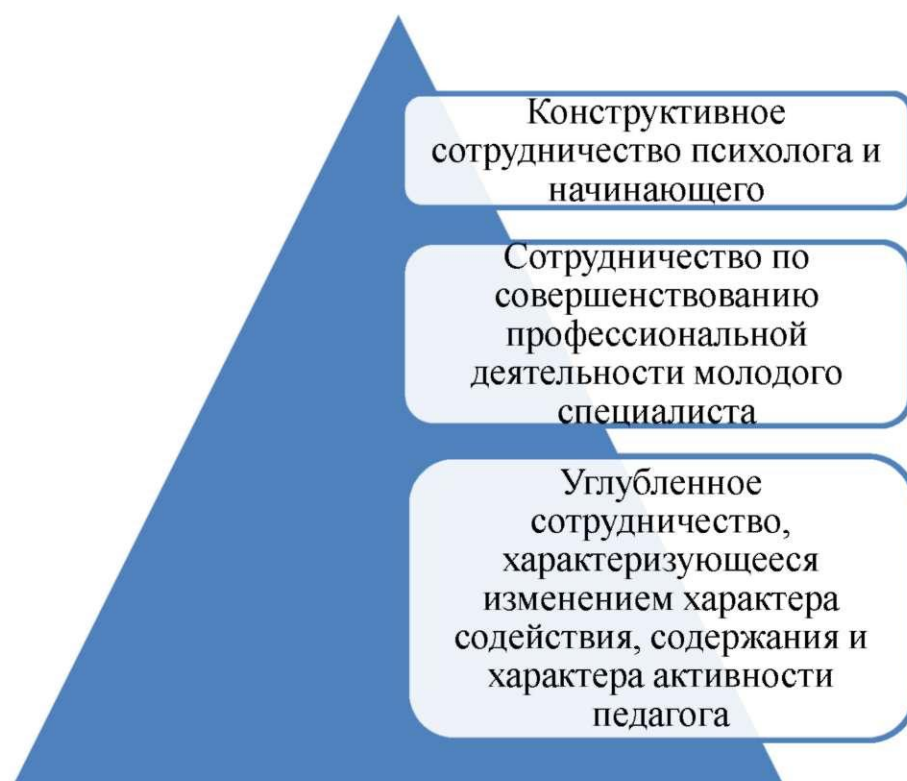 Конструктивное
сотрудничество психолога и
начинающего
Сотрудничество по
совершенствованию
профессиональной
деятельности молодого
специалиста
Углубленное
сотрудничество,
характеризующееся
изменением характера
содействия, содержания и
характера активности
педагога